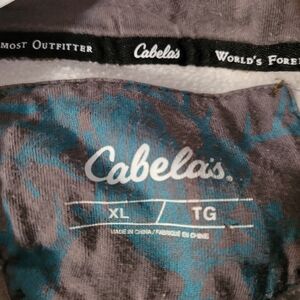 MOST OUTFITTER Cabela's WORLD'S FORE
Cabela's.
XL / TG
MADE IN CHINA / FABRIQUÉ EN CHINE